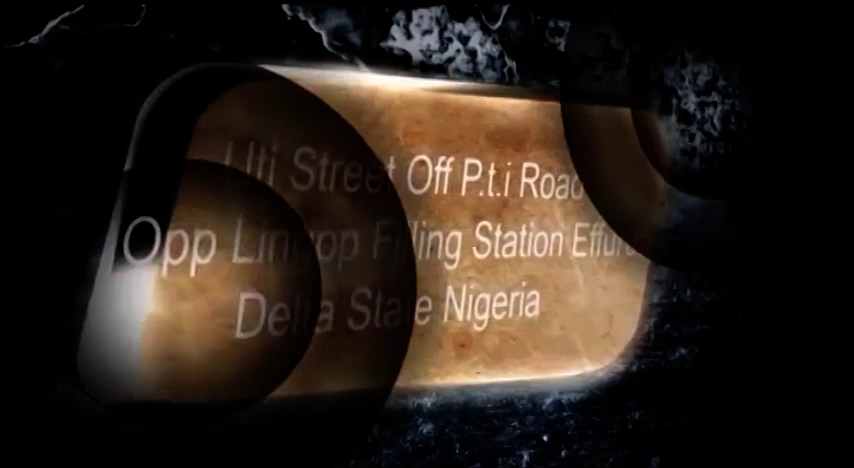 Uti Street Off P.t.i Road
Opp Filling Station
Delta State Nigeria